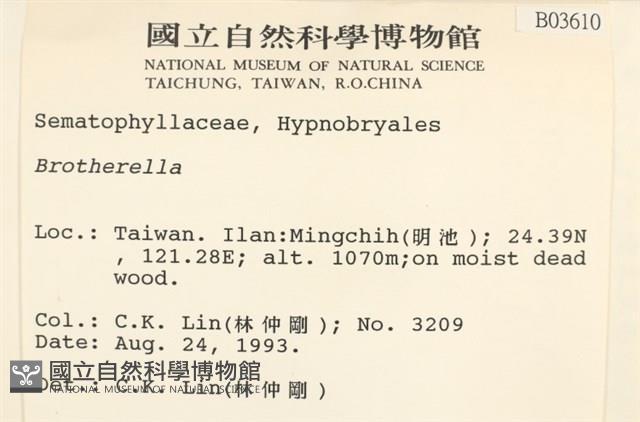 B03610
國立自然科學博物館
NATIONAL MUSEUM OF NATURAL SCIENCE
TAICHUNG, TAIWAN, R.O.CHINA
Sematophyllaceae, Hypnobryales
Brotherella
Loc.: Taiwan. Ilan:Mingchih(明池); 24.39N
, 121.28E; alt. 1070m;on moist dead
wood.
Col.: C.K. Lin(林仲剛); No. 3209
Date: Aug. 24, 1993.
國立自然科學博物館
NATIONAL MUSEUM OF NATURAL SCIENCE
Det.: C.K. Lin(林仲剛)